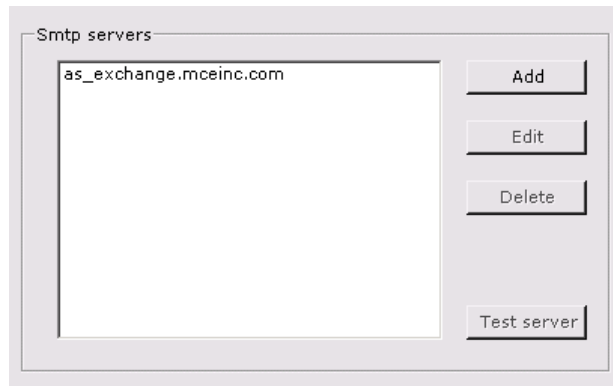 Smtp servers
as_exchange.mceinc.com
Add
Edit
Delete
Test server